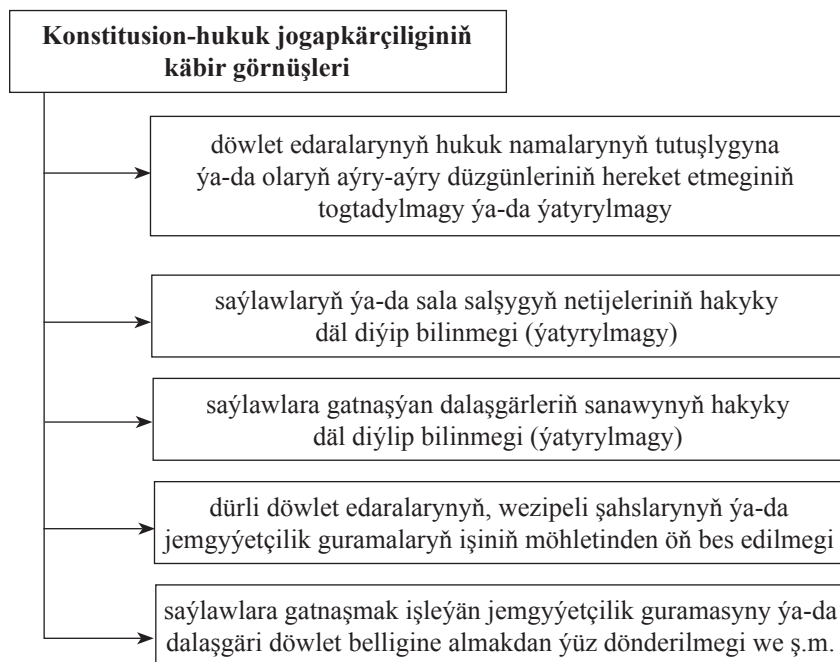 Konstitusion-hukuk jogapkärçiliginiň
käbir görnüşleri
döwlet edaralarynyň hukuk namalarynyň tutuşlygyna
ýa-da olaryň aýry-aýry düzgünleriniň hereket etmeginiň
togtadylmagy ýa-da ýatyrylmagy
saýlawlaryň ýa-da sala salşygyň netijeleriniň hakyky
däl diýip bilinmegi (ýatyrylmagy)
saýlawlara gatnaşýan dalaşgärleriň sanawynyň hakyky
däl diýlip bilinmegi (ýatyrylmagy)
dürli döwlet edaralarynyň, wezipeli şahslarynyň ýa-da
jemgyýetçilik guramalaryň işiniň möhletinden öň bes edilmegi
saýlawlara gatnaşmak işleýän jemgyýetçilik guramasyny ýa-da
dalaşgäri döwlet belligine almakdan ýüz dönderilmegi we ş.m.